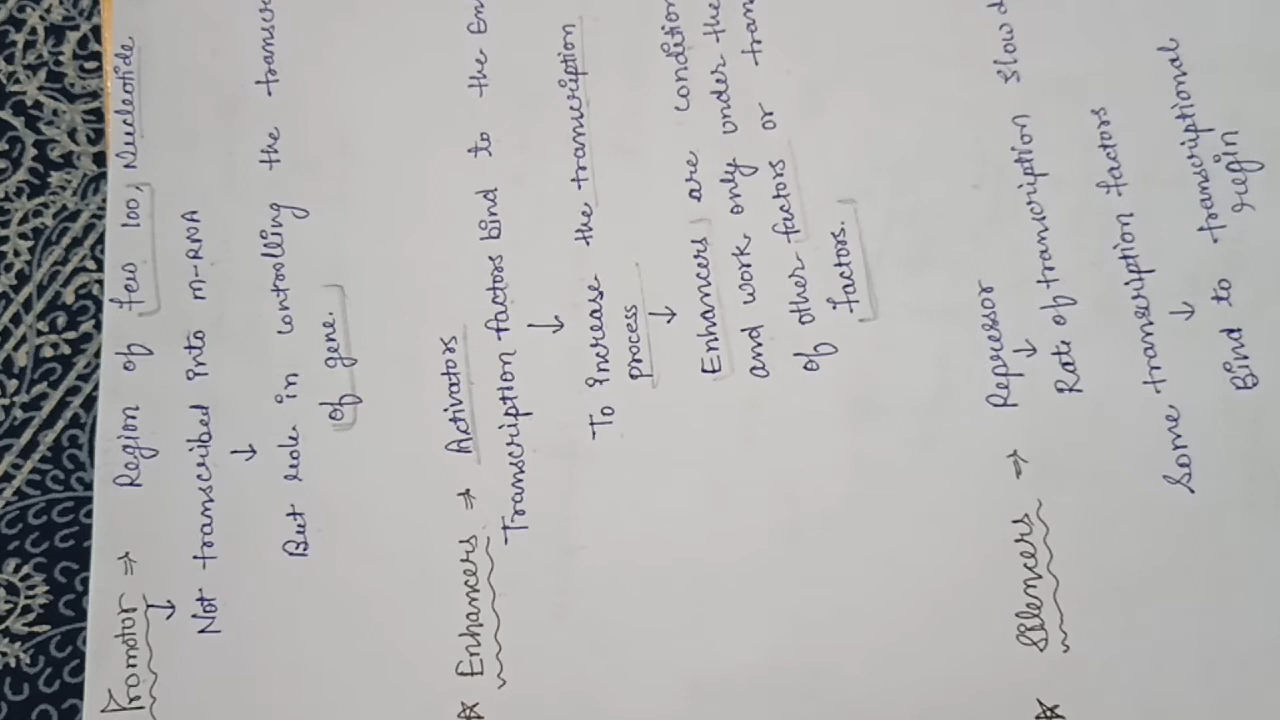 Promotor ⇒ Region of few 100, Nucleotide
↓
Not transcribed into m-RNA
↓
But role in controlling the transcr
of gene.
☆ Enhancers ⇒ Activators
Transcription factors bind to the En
↓
To increase the transcription
process
↓
Enhancers are condition
and work only under the
of other factors or tran
factors.
☆ Silencers ⇒ Repressor
↓
Rate of transcription slow d
Some transcription factors
↓
Bind to transcriptional
regin